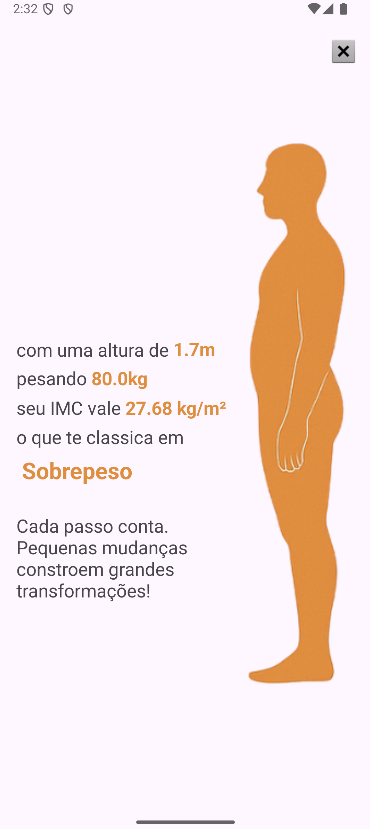 2:32
com uma altura de 1.7m
pesando 80.0kg
seu IMC vale 27.68 kg/m²
o que te classica em
Sobrepeso
Cada passo conta.
Pequenas mudanças
constroem grandes
transformações!